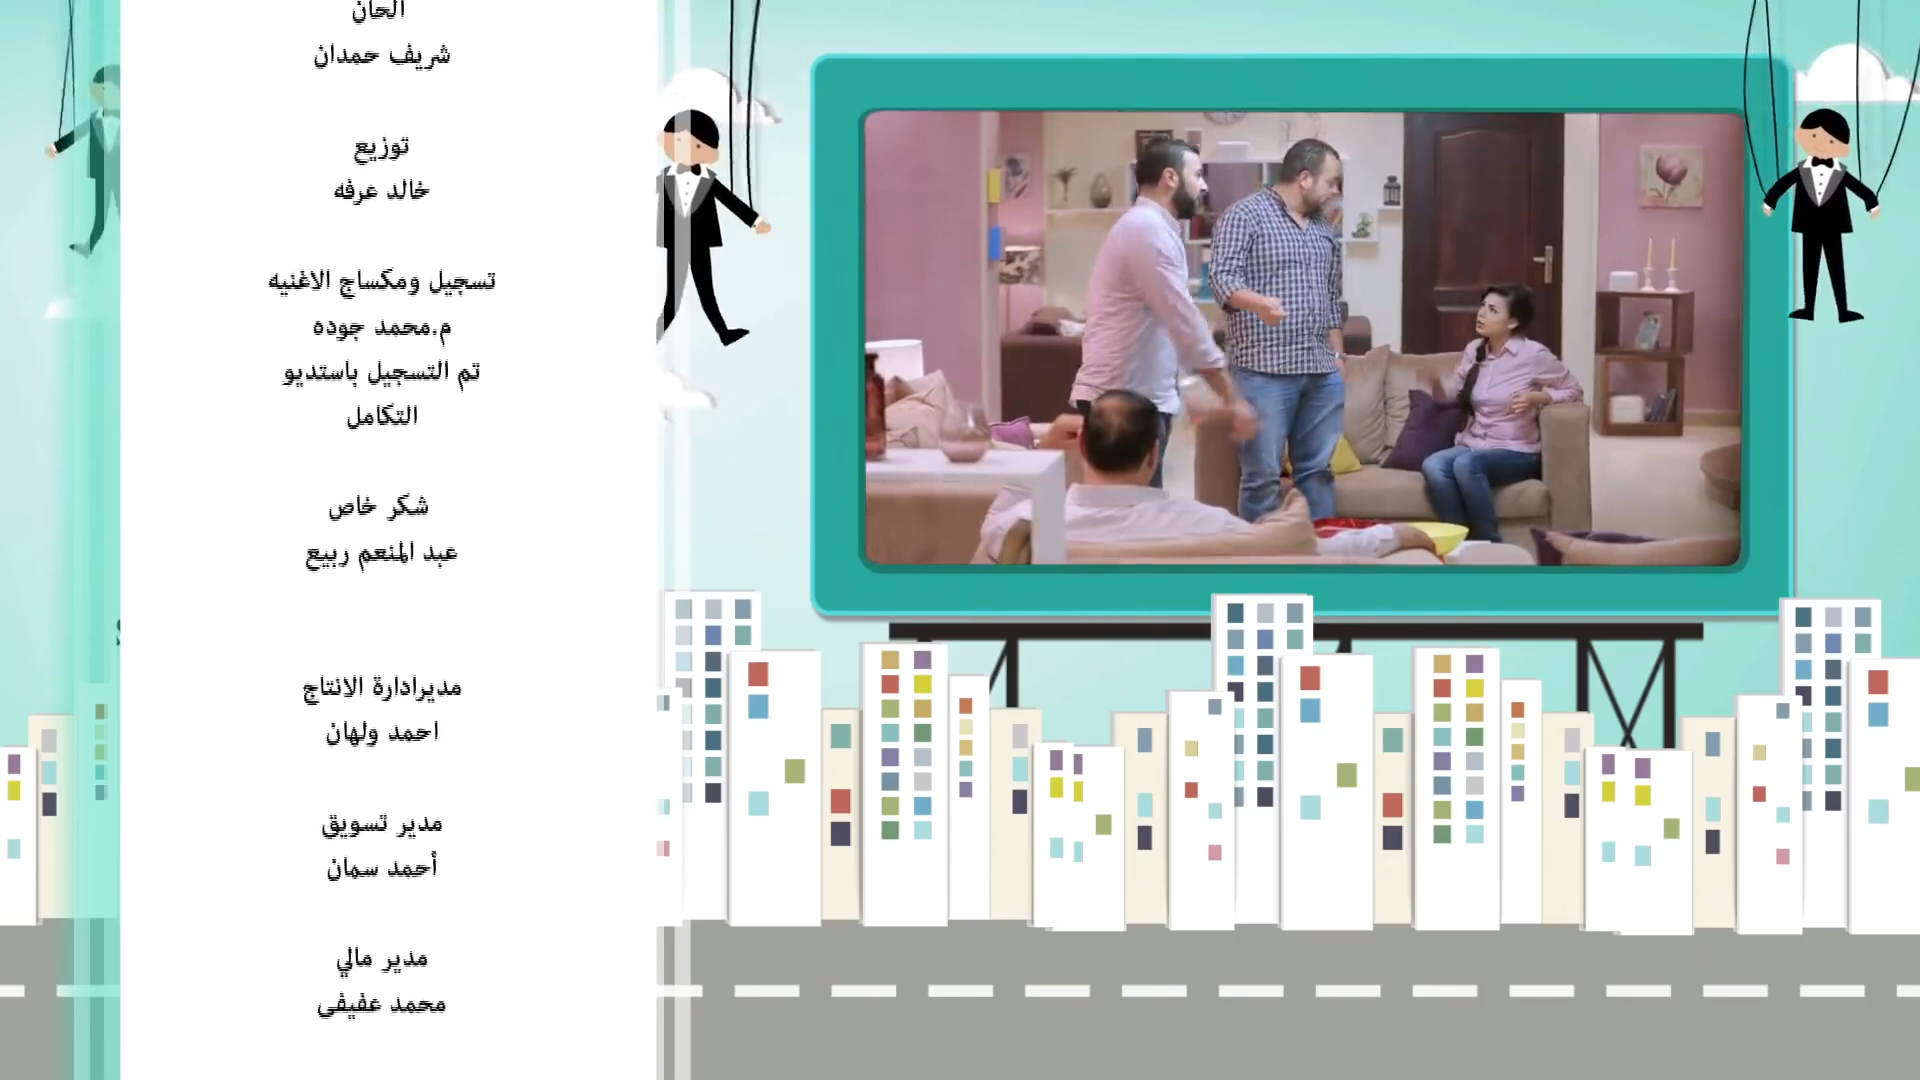 الحان
شريف حمدان
توزيع
خالد عرفه
تسجيل ومكساج الاغنيه
م.محمد جوده
تم التسجيل باستديو
التكامل
شكر خاص
عبد المنعم ربيع
مديرادارة الانتاج
احمد ولهان
مدير تسويق
أحمد سمان
مدير مالي
محمد عفيفى